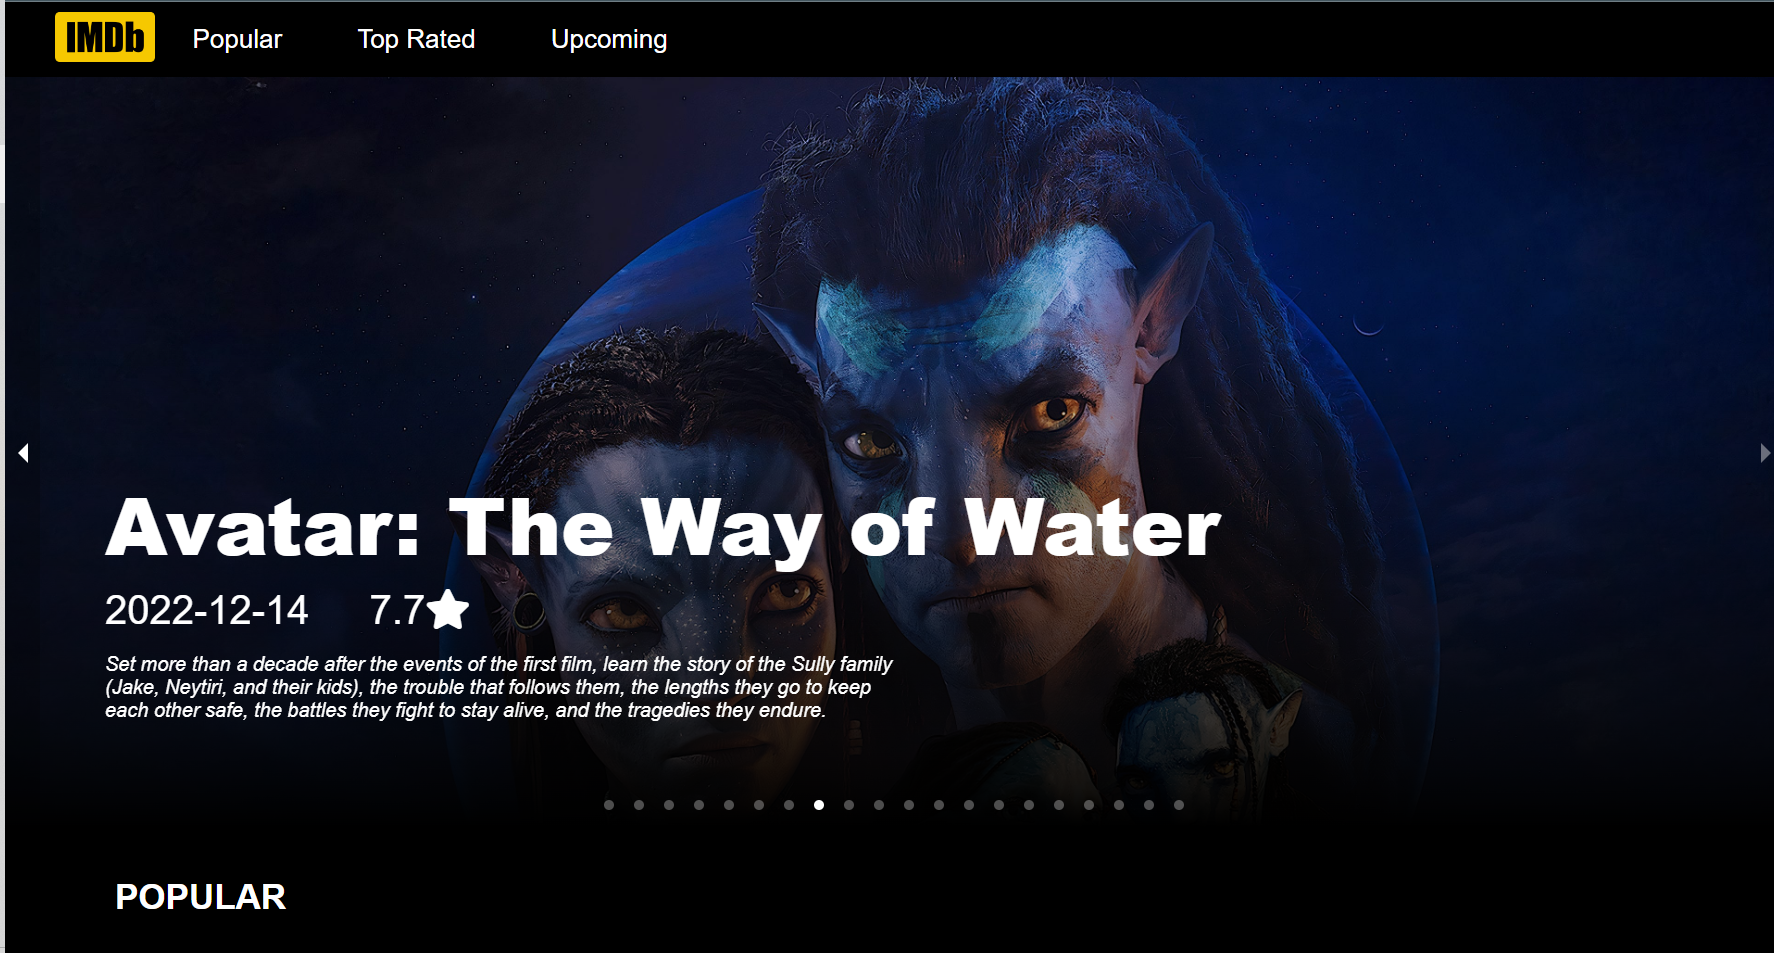 IMDb Popular Top Rated Upcoming
Avatar: The Way of Water
2022-12-14 7.7
Set more than a decade after the events of the first film, learn the story of the Sully family
(Jake, Neytiri, and their kids), the trouble that follows them, the lengths they go to keep
each other safe, the battles they fight to stay alive, and the tragedies they endure.
POPULAR